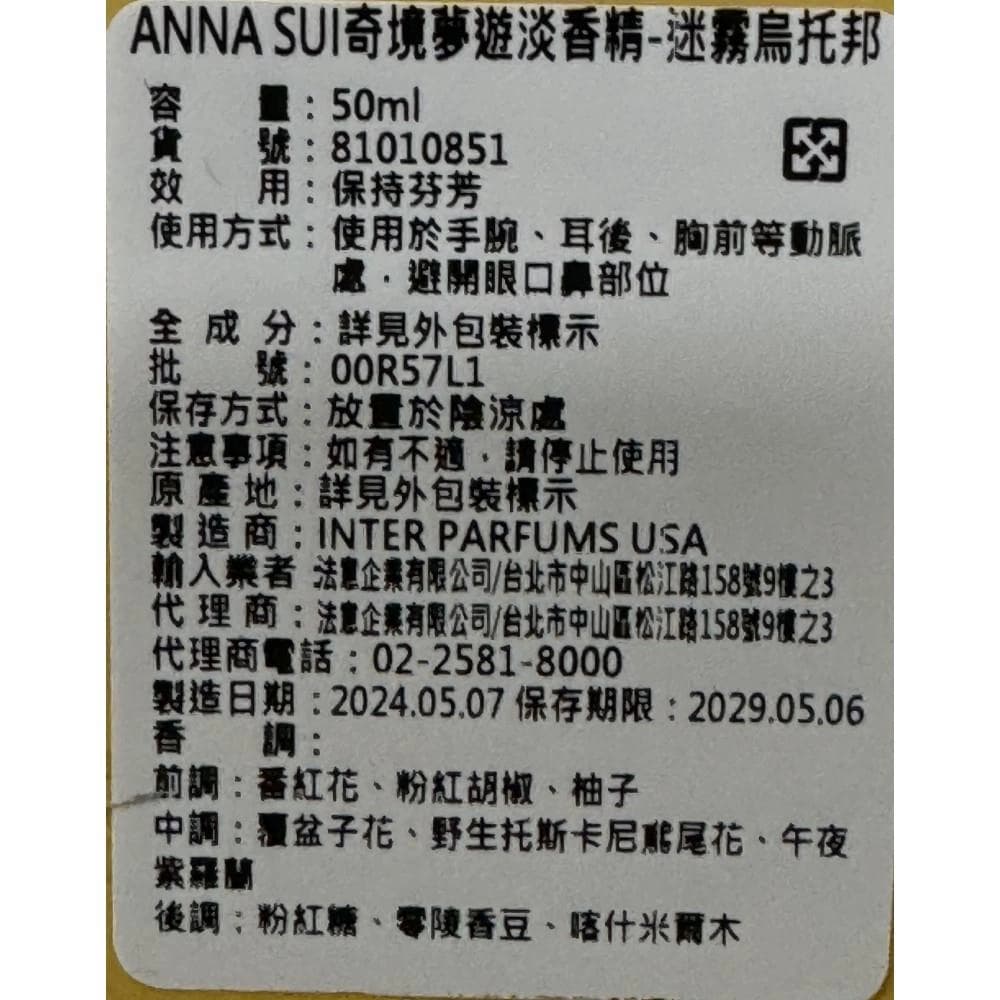 ANNA SUI奇境夢遊淡香精-迷霧烏托邦
容量：50ml
貨號：81010851
效用：保持芬芳
使用方式：使用於手腕、耳後、胸前等動脈
處，避開眼口鼻部位
全成分：詳見外包裝標示
批號：00R57L1
保存方式：放置於陰涼處
注意事項：如有不適，請停止使用
原產地：詳見外包裝標示
製造商：INTER PARFUMS USA
輸入業者 法意企業有限公司/台北市中山區松江路158號9樓之3
代理商：法意企業有限公司/台北市中山區松江路158號9樓之3
代理商電話：02-2581-8000
製造日期：2024.05.07 保存期限：2029.05.06
香調：
前調：番紅花、粉紅胡椒、柚子
中調：覆盆子花、野生托斯卡尼鳶尾花、午夜
紫羅蘭
後調：粉紅糖、零陵香豆、喀什米爾木